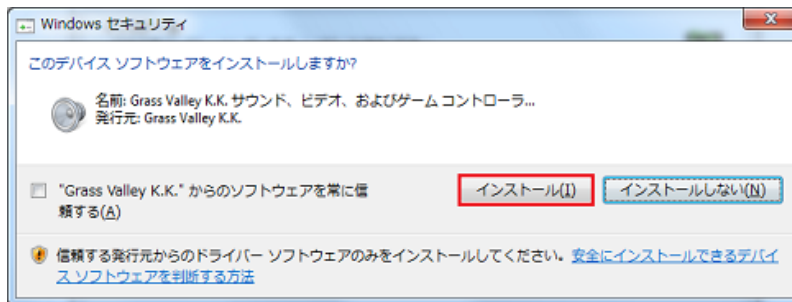 Windows セキュリティ
このデバイス ソフトウェアをインストールしますか?
名前: Grass Valley K.K. サウンド、ビデオ、およびゲーム コントローラ...
発行元: Grass Valley K.K.
"Grass Valley K.K." からのソフトウェアを常に信
頼する(A)
インストール(I)
インストールしない(N)
信頼する発行元からのドライバー ソフトウェアのみをインストールしてください。安全にインストールできるデバイ
ス ソフトウェアを判断する方法